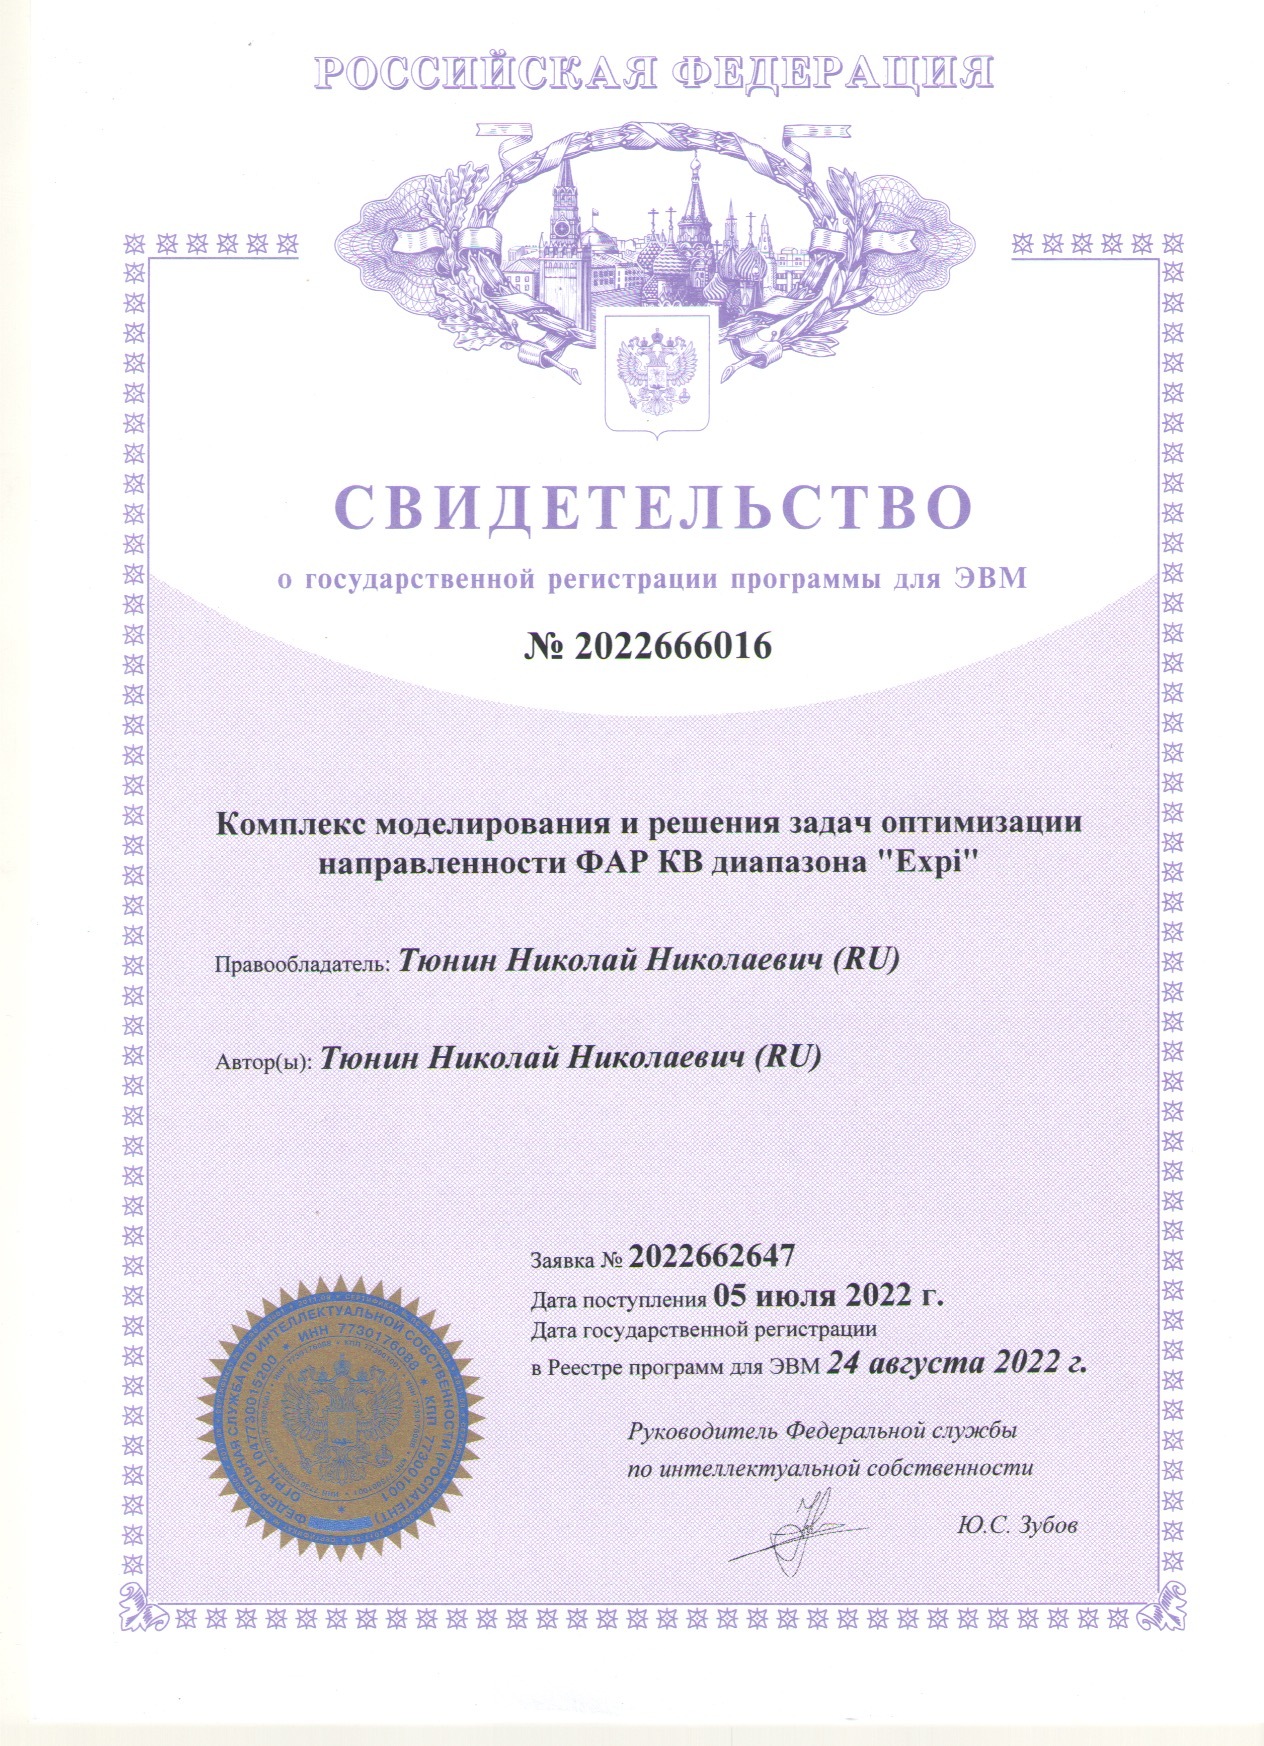 РОССИЙСКАЯ ФЕДЕРАЦИЯ
СВИДЕТЕЛЬСТВО
о государственной регистрации программы для ЭВМ
№ 2022666016
Комплекс моделирования и решения задач оптимизации
направленности ФАР КВ диапазона "Expi"
Правообладатель: Тюнин Николай Николаевич (RU)
Автор(ы): Тюнин Николай Николаевич (RU)
Заявка № 2022662647
Дата поступления 05 июля 2022 г.
Дата государственной регистрации
в Реестре программ для ЭВМ 24 августа 2022 г.
Руководитель Федеральной службы
по интеллектуальной собственности
Ю.С. Зубов
ФЕДЕРАЛЬНАЯ СЛУЖБА ПО ИНТЕЛЛЕКТУАЛЬНОЙ СОБСТВЕННОСТИ (РОСПАТЕНТ)
ОГРН 1047730015200 * ИНН 7730176088 * КПП 773001001